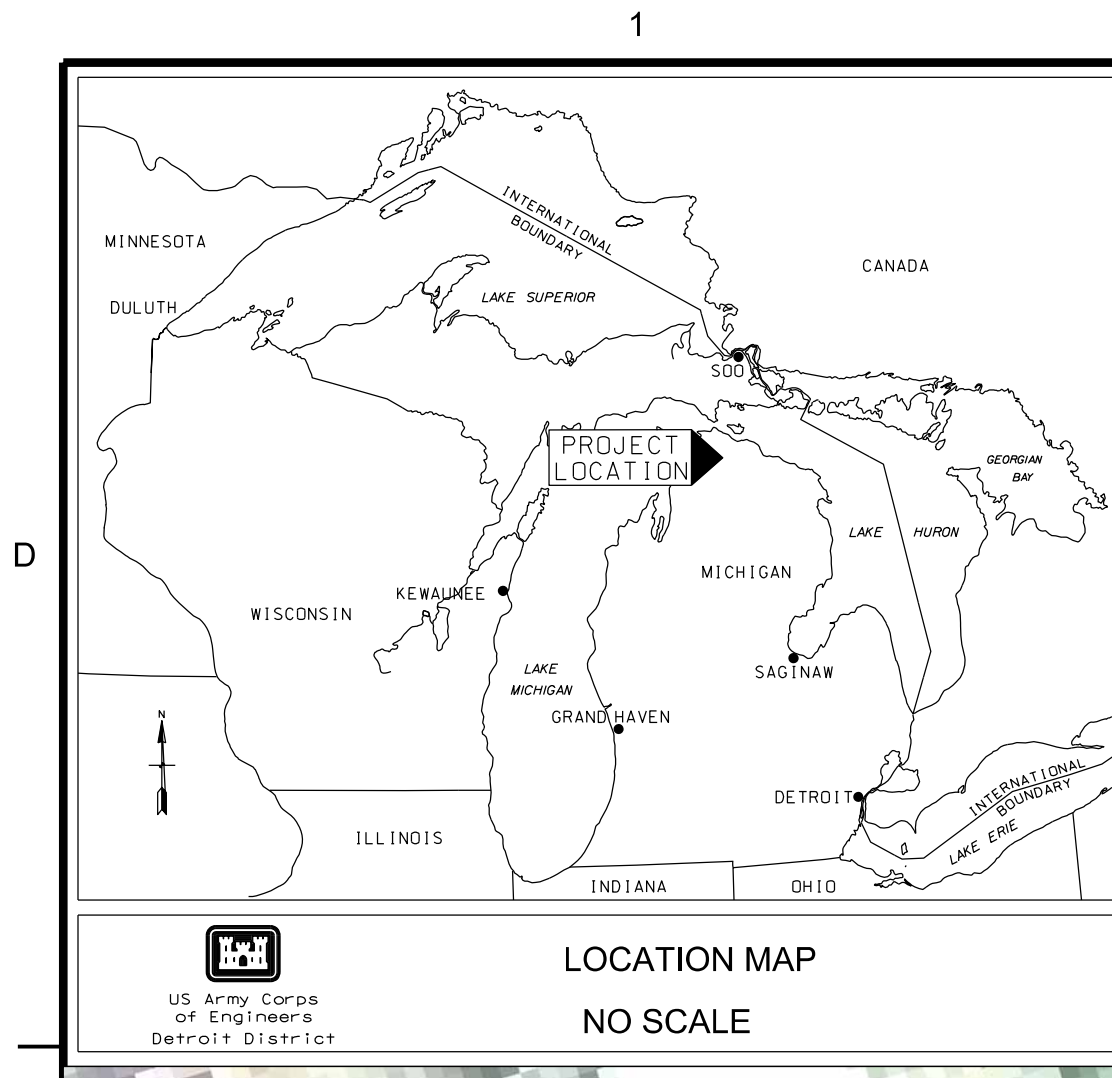 1
INTERNATIONAL
BOUNDARY
MINNESOTA
CANADA
LAKE SUPERIOR
DULUTH
SOO
PROJECT
LOCATION
GEORGIAN
BAY
D
LAKE HURON
MICHIGAN
KEWAUNEE
WISCONSIN
SAGINAW
LAKE
MICHIGAN
GRAND HAVEN
N
INTERNATIONAL
BOUNDARY
DETROIT
LAKE ERIE
ILLINOIS
INDIANA
OHIO
LOCATION MAP
NO SCALE
US Army Corps
of Engineers
Detroit District